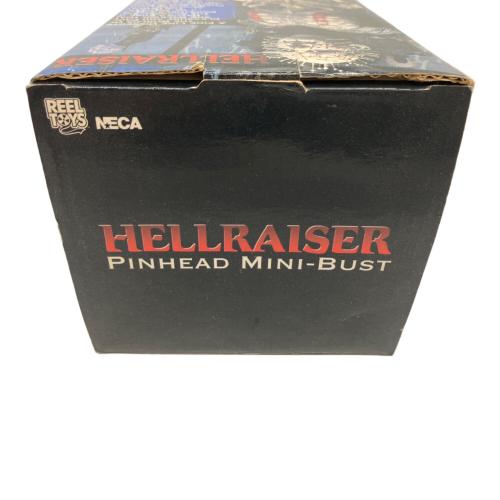 HELLRAISER
REEL
TOYS
NECA
HELLRAISER
PINHEAD MINI-BUST